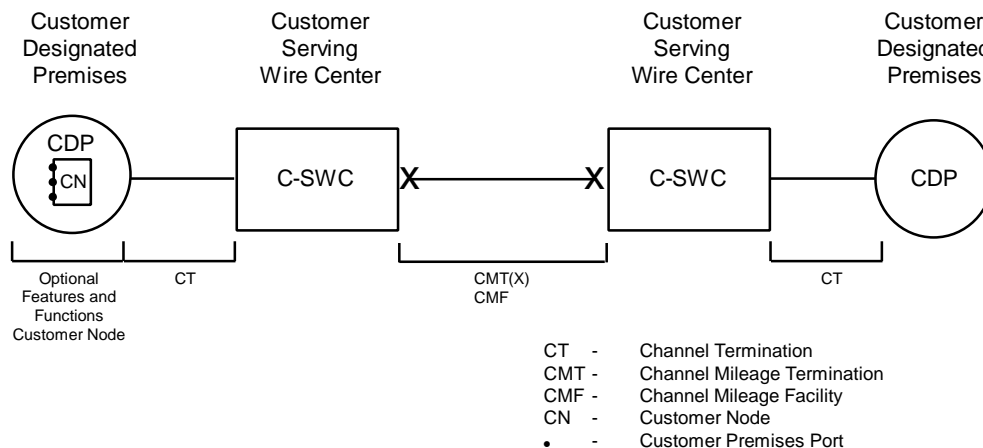 Customer
Designated
Premises
Customer
Serving
Wire Center
Customer
Serving
Wire Center
Customer
Designated
Premises
CDP
CN
C-SWC
X
X
C-SWC
CDP
Optional
Features and
Functions
Customer Node
CT
CMT(X)
CMF
CT
CT - Channel Termination
CMT - Channel Mileage Termination
CMF - Channel Mileage Facility
CN - Customer Node
• - Customer Premises Port